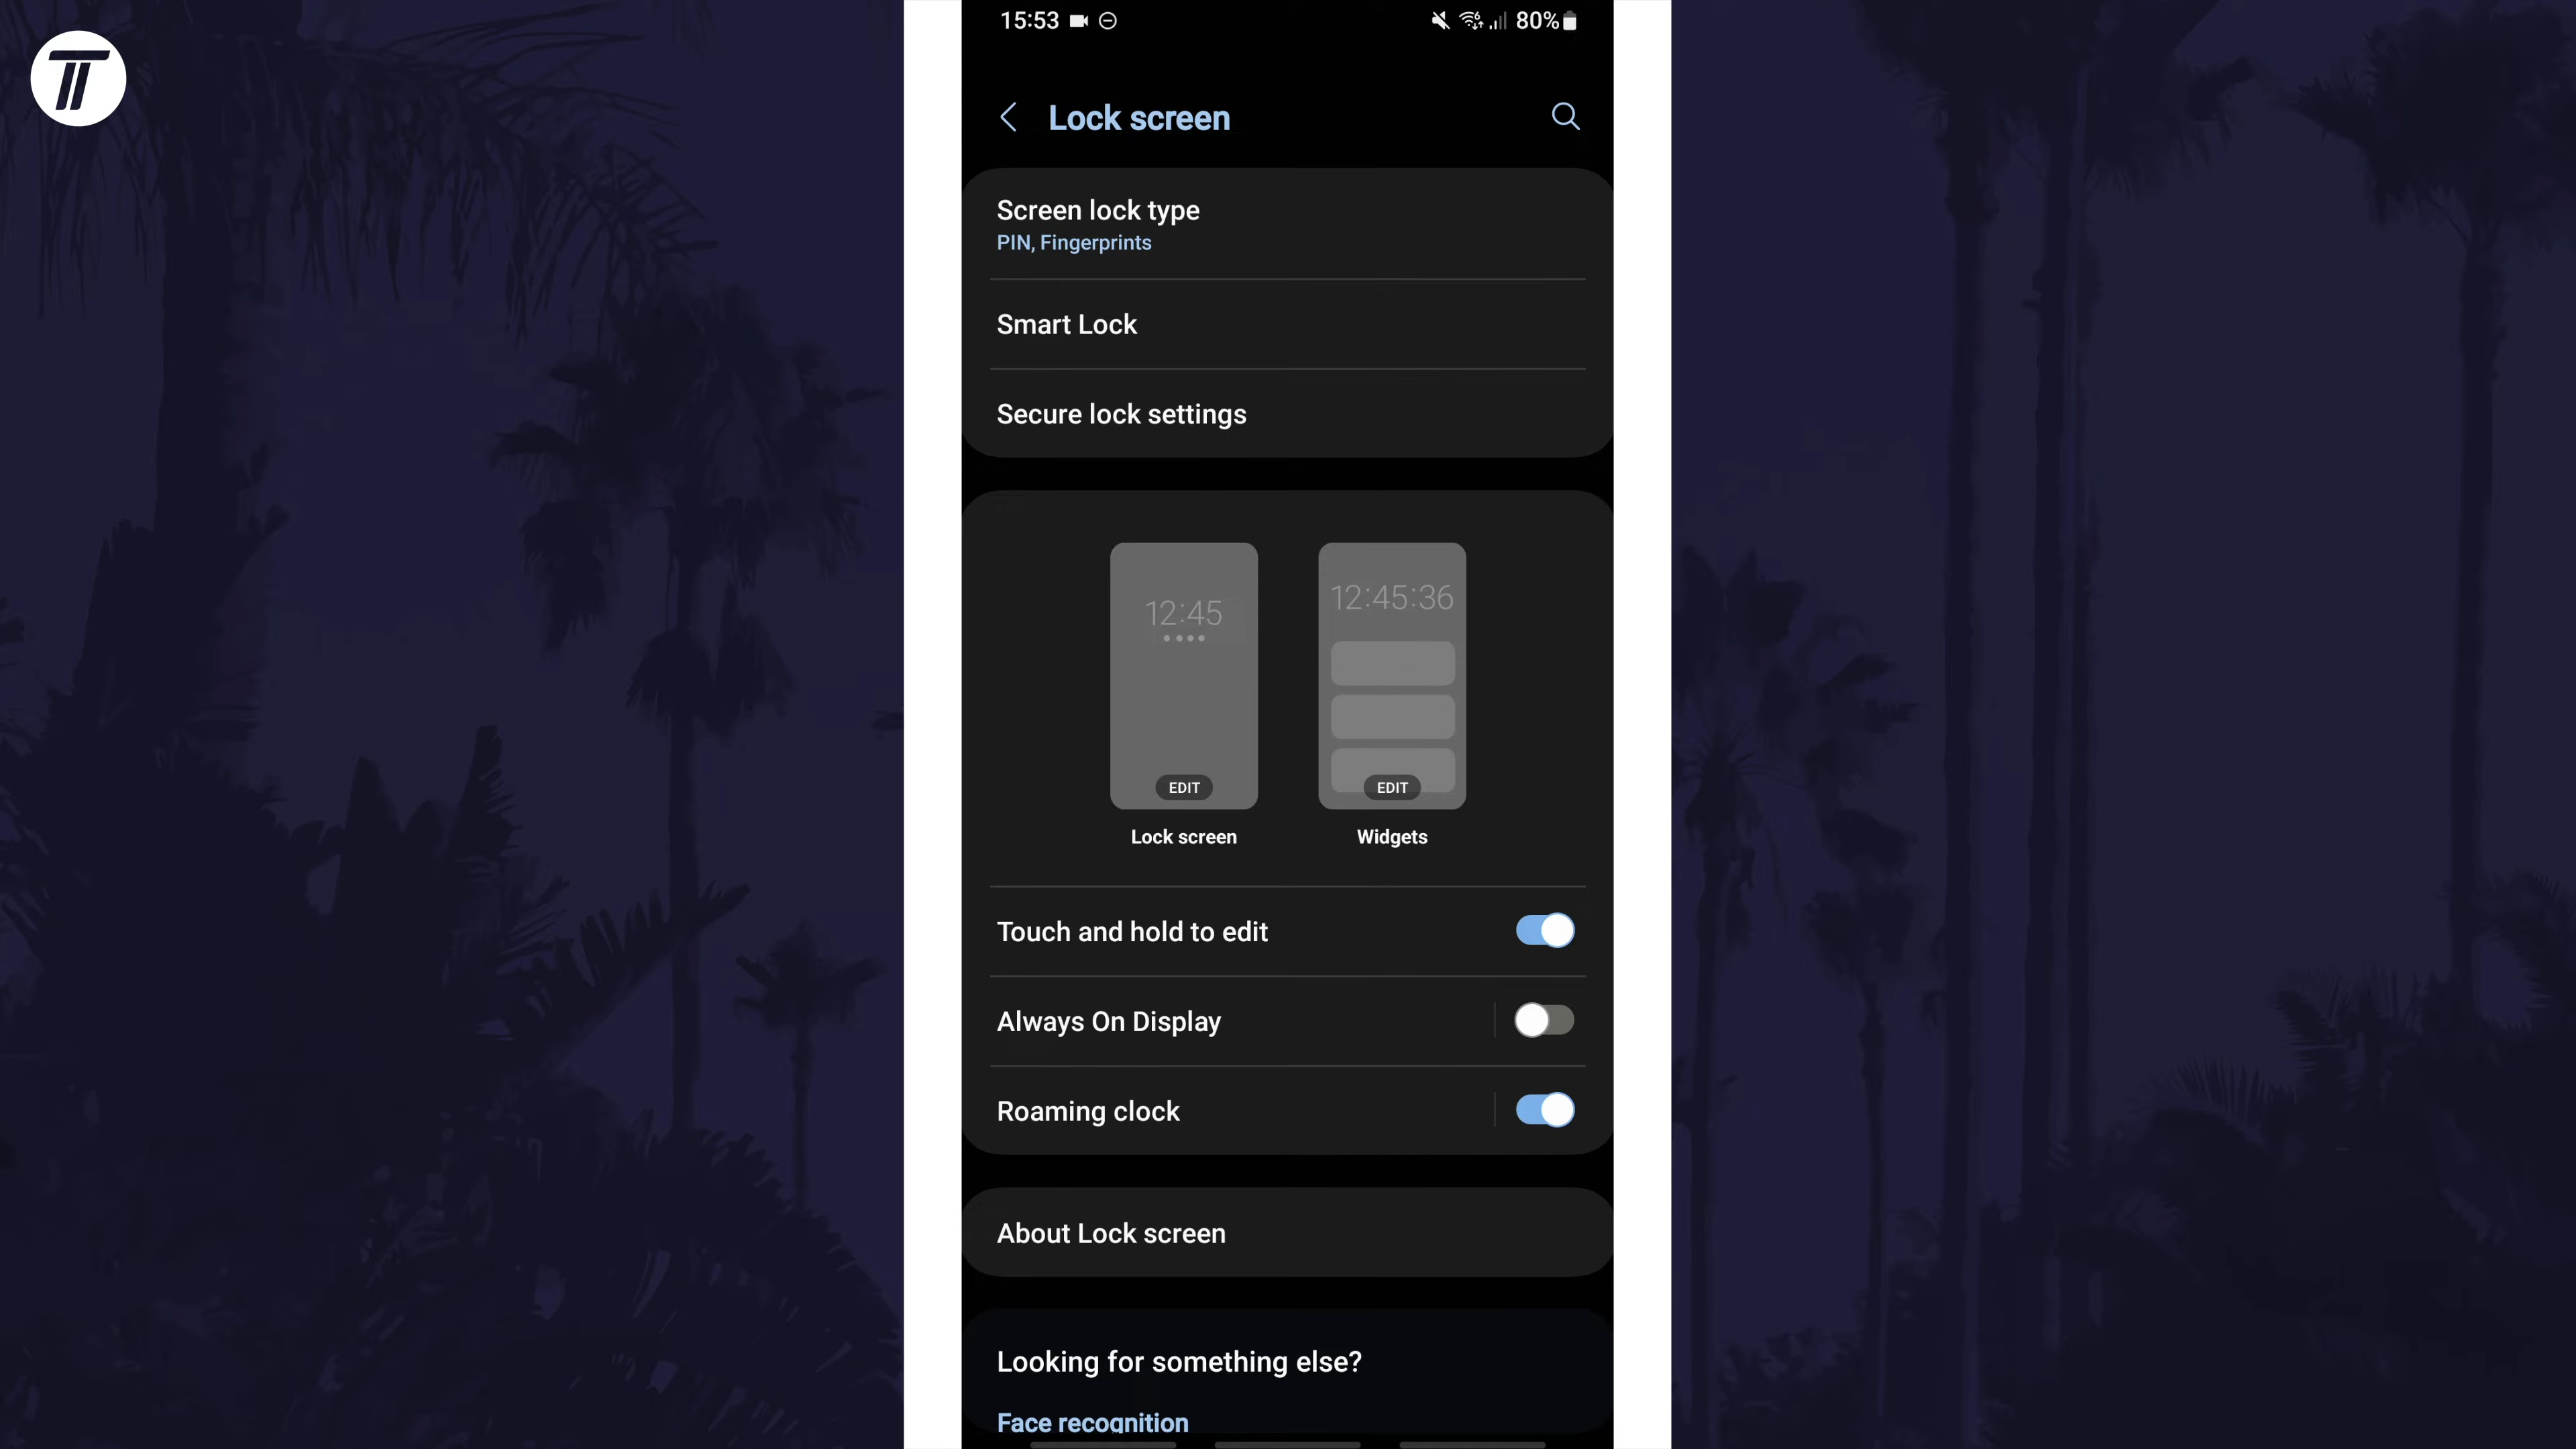 15:53
80%
Lock screen
Screen lock type
PIN, Fingerprints
Smart Lock
Secure lock settings
12:45
12:45:36
EDIT
EDIT
Lock screen
Widgets
Touch and hold to edit
Always On Display
Roaming clock
About Lock screen
Looking for something else?
Face recognition